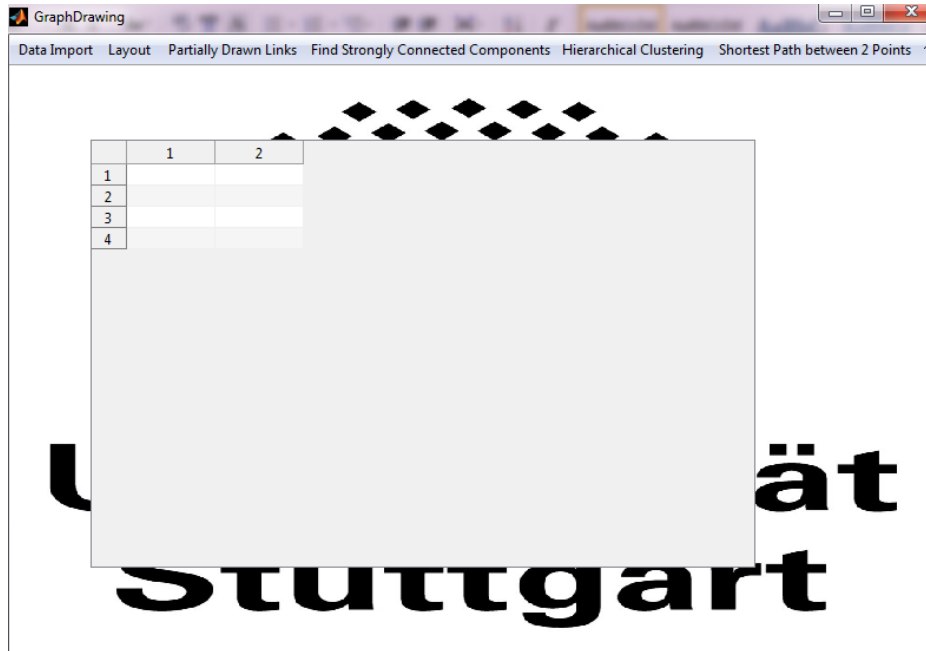 GraphDrawing
Data Import Layout Partially Drawn Links Find Strongly Connected Components Hierarchical Clustering Shortest Path between 2 Points
1 2
1
2
3
4
ät
Stuttgart